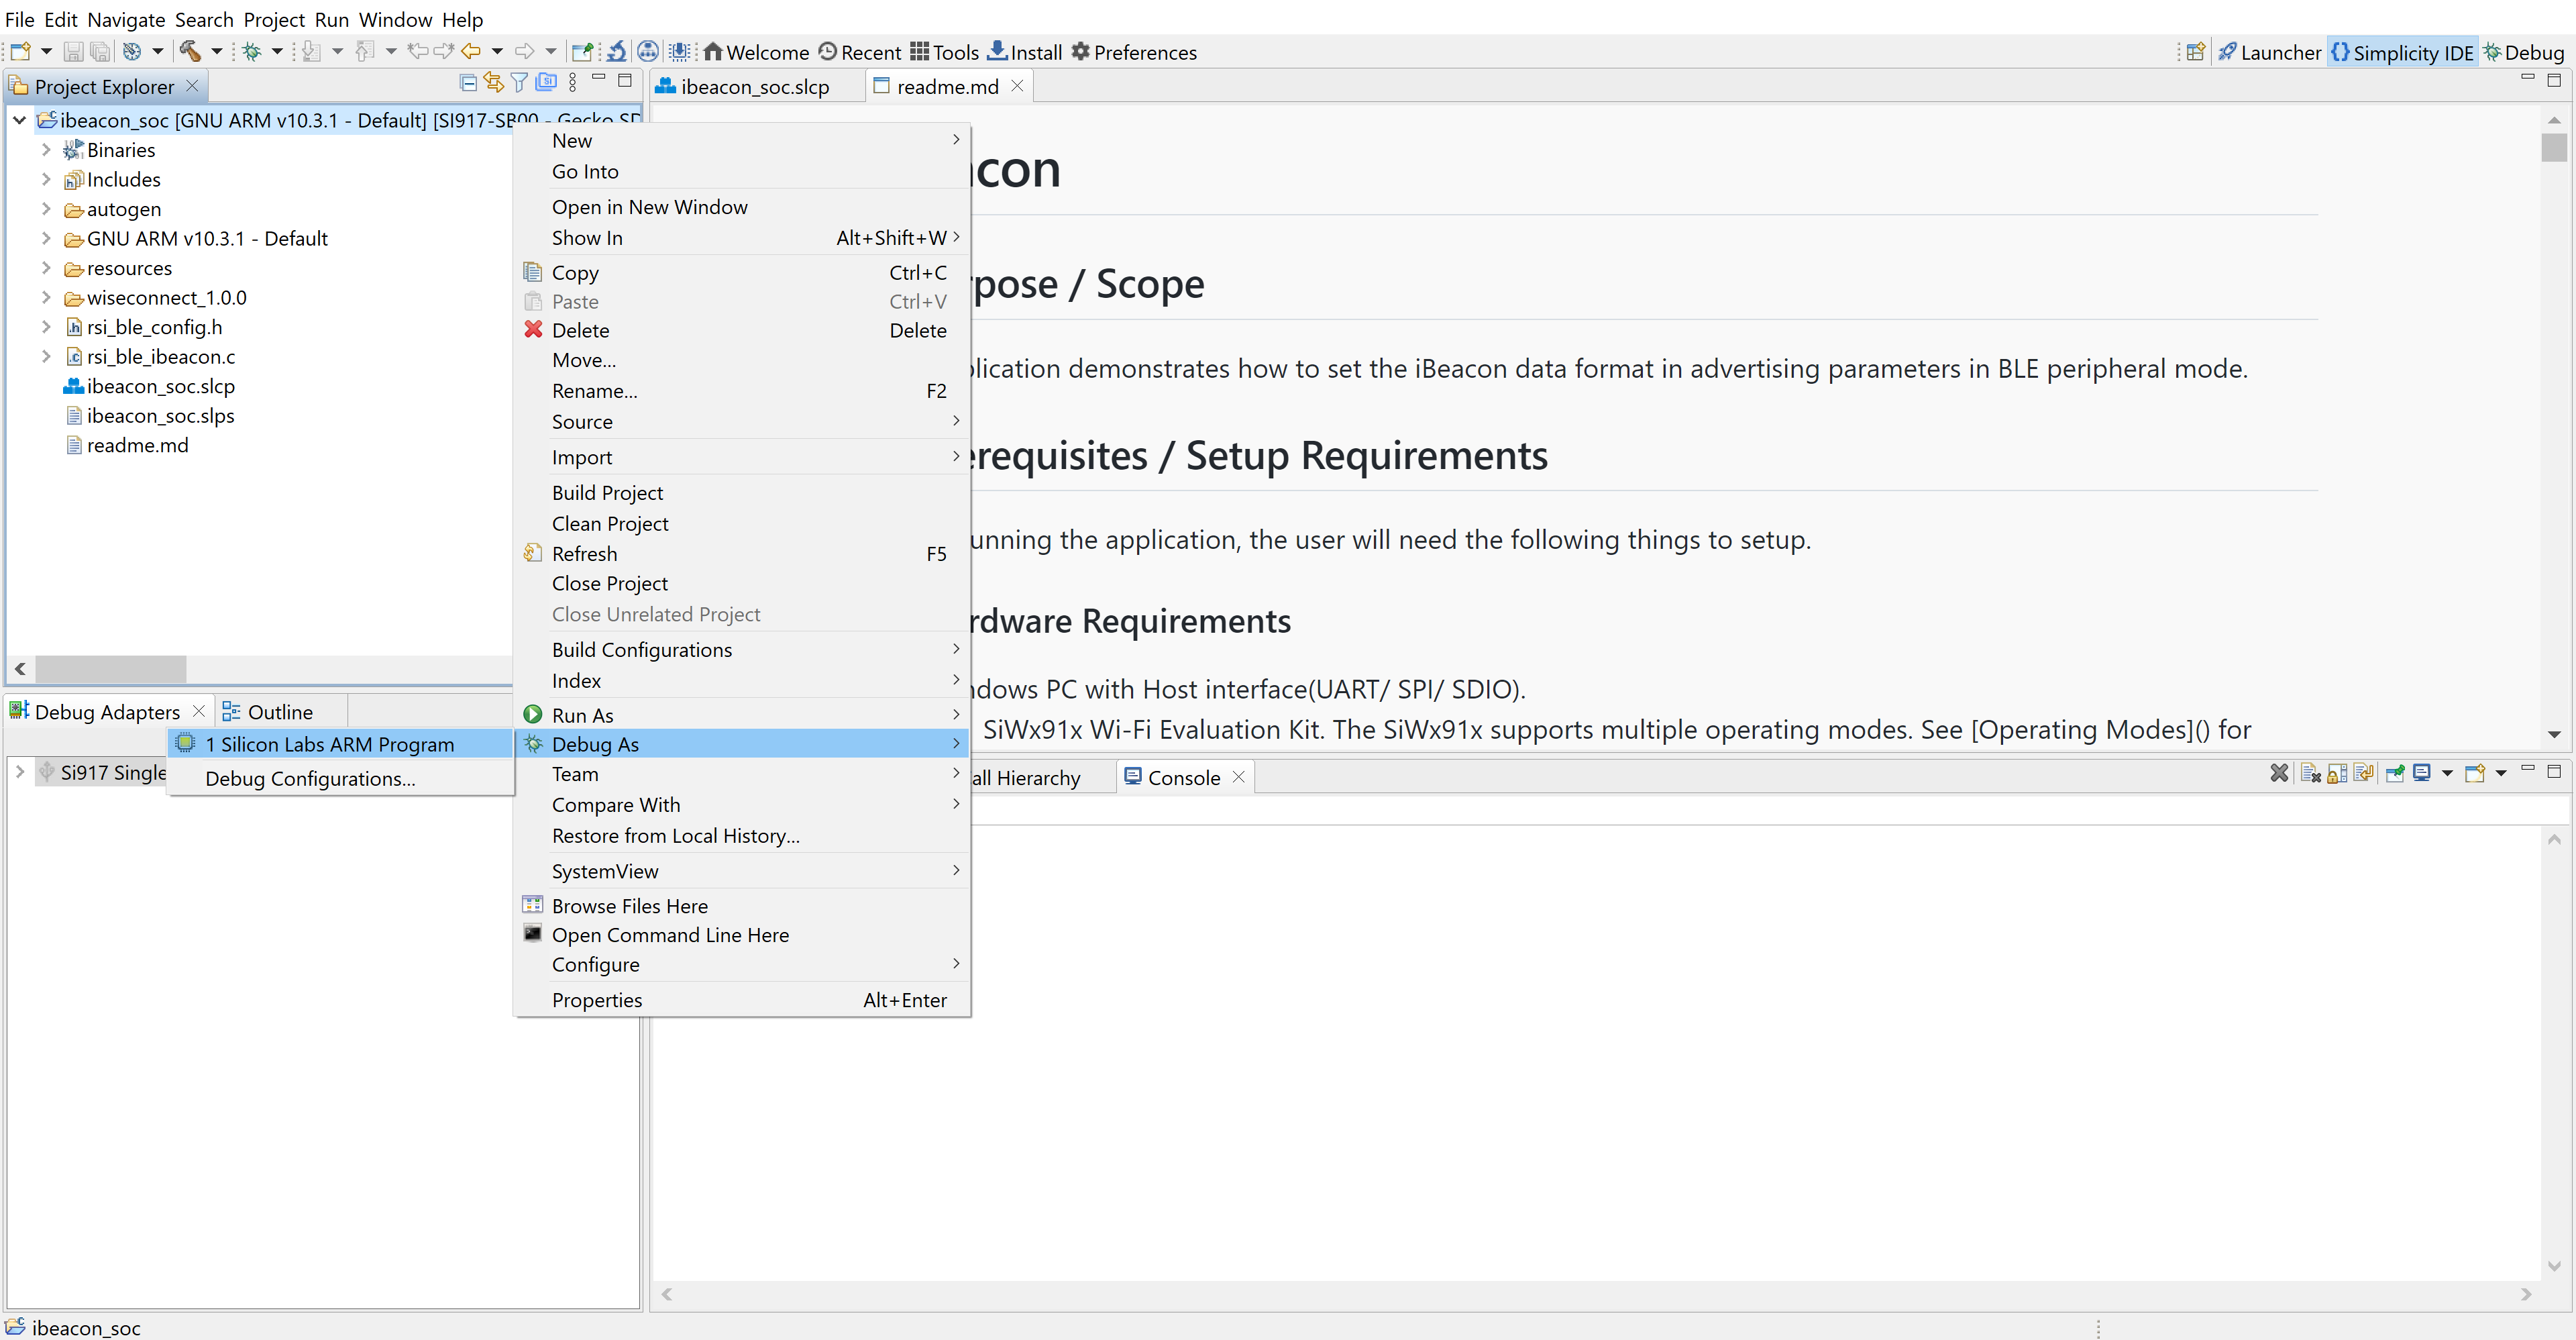 File Edit Navigate Search Project Run Window Help
Welcome Recent Tools Install Preferences Launcher Simplicity IDE Debug
Project Explorer
ibeacon_soc [GNU ARM v10.3.1 - Default] [SI917-SB00 - Gecko SD
Binaries
Includes
autogen
GNU ARM v10.3.1 - Default
resources
wiseconnect_1.0.0
rsi_ble_config.h
rsi_ble_ibeacon.c
ibeacon_soc.slcp
ibeacon_soc.slps
readme.md
Debug Adapters Outline
Si917 Single
1 Silicon Labs ARM Program
Debug Configurations...
New
Go Into
Open in New Window
Show In Alt+Shift+W
Copy Ctrl+C
Paste Ctrl+V
Delete Delete
Move...
Rename... F2
Source
Import
Build Project
Clean Project
Refresh F5
Close Project
Close Unrelated Project
Build Configurations
Index
Run As
Debug As
Team
Compare With
Restore from Local History...
SystemView
Browse Files Here
Open Command Line Here
Configure
Properties Alt+Enter
ibeacon_soc.slcp readme.md
acon
pose / Scope
lication demonstrates how to set the iBeacon data format in advertising parameters in BLE peripheral mode.
erequisites / Setup Requirements
unning the application, the user will need the following things to setup.
rdware Requirements
ndows PC with Host interface(UART/ SPI/ SDIO).
SiWx91x Wi-Fi Evaluation Kit. The SiWx91x supports multiple operating modes. See [Operating Modes]() for
all Hierarchy Console
ibeacon_soc